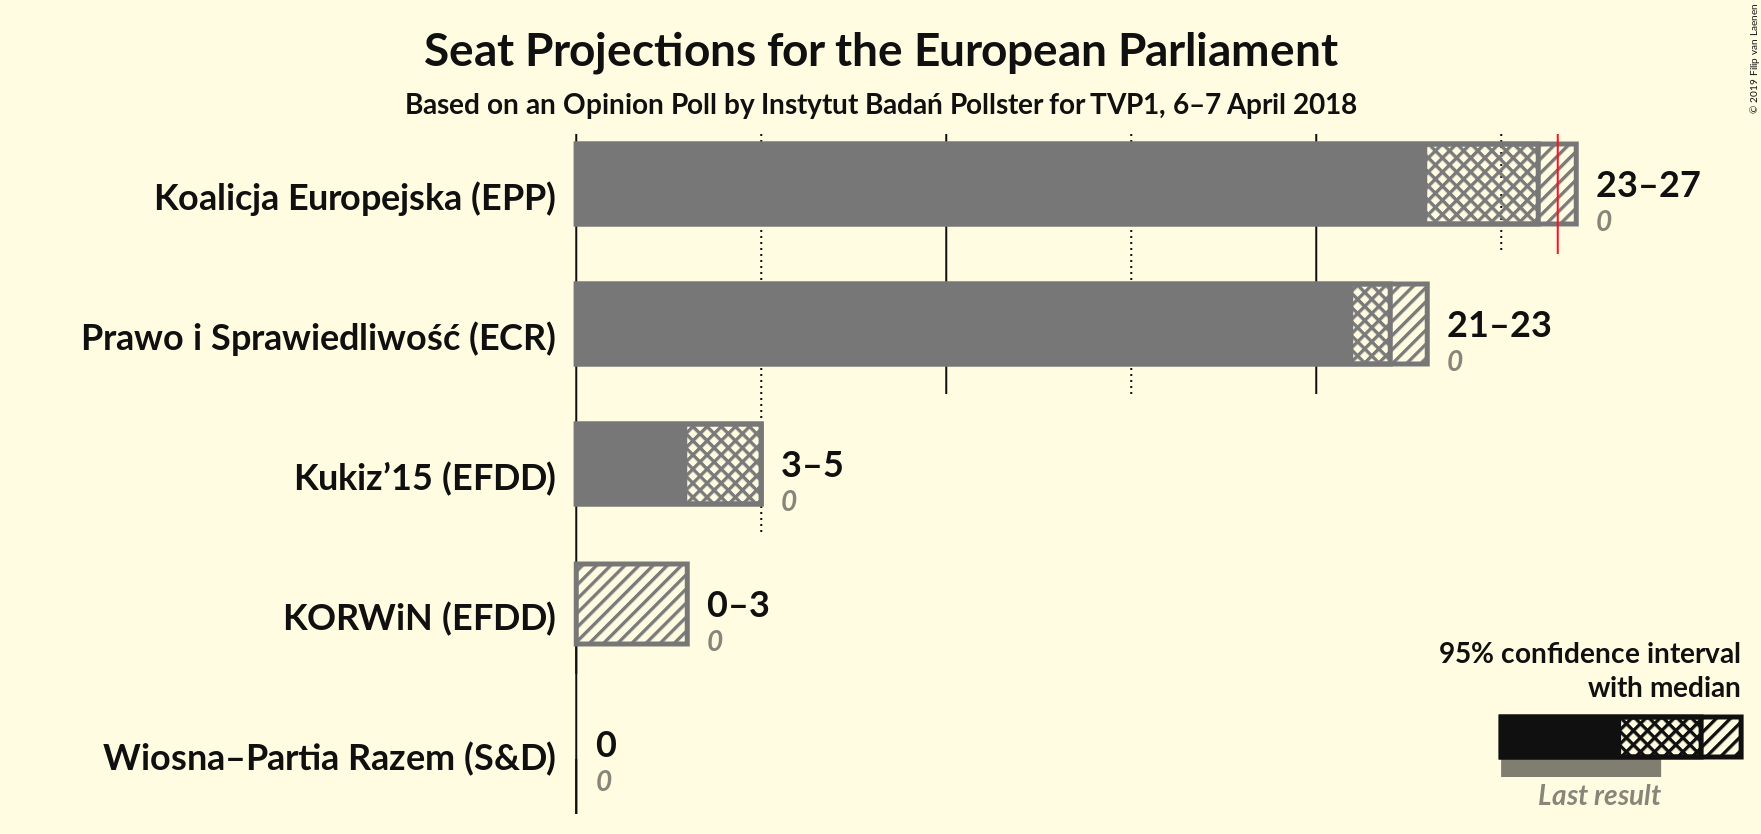 Seat Projections for the European Parliament
Based on an Opinion Poll by Instytut Badań Pollster for TVP1, 6–7 April 2018
© 2019 Filip van Laenen
Koalicja Europejska (EPP)
23–27
0
Prawo i Sprawiedliwość (ECR)
21–23
0
Kukiz’15 (EFDD)
3–5
0
KORWiN (EFDD)
0–3
0
Wiosna–Partia Razem (S&D)
0
0
95% confidence interval
with median
Last result